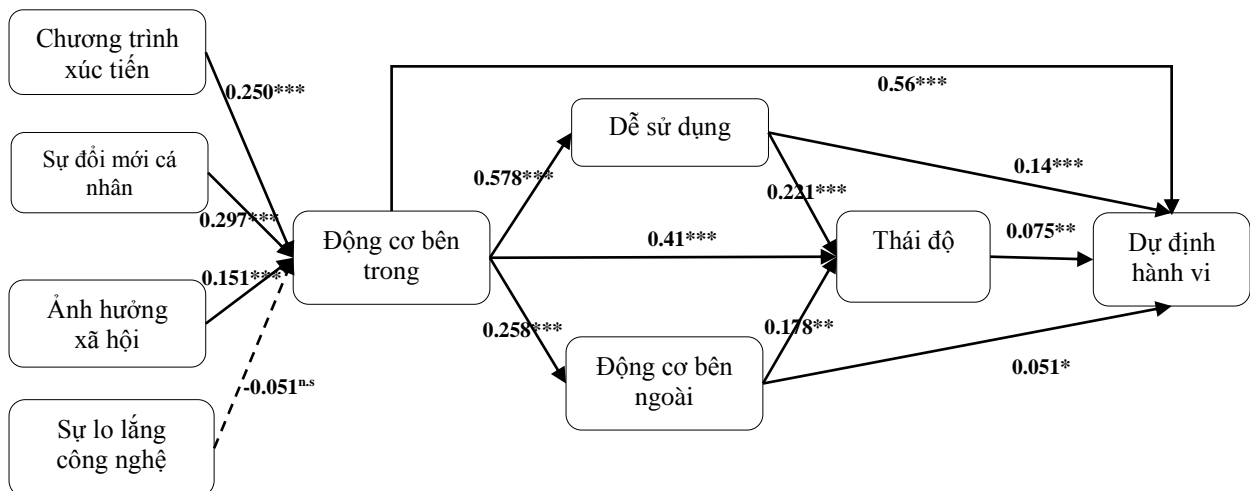 Chương trình
xúc tiến
0.250***
Sự đổi mới cá
nhân
0.297***
Ảnh hưởng
xã hội
0.151***
Sự lo lắng
công nghệ
-0.051ⁿ·ˢ
Động cơ bên
trong
0.56***
0.578***
0.41***
0.258***
Dễ sử dụng
0.14***
0.221***
Động cơ bên
ngoài
0.178**
0.051*
Thái độ
0.075**
Dự định
hành vi